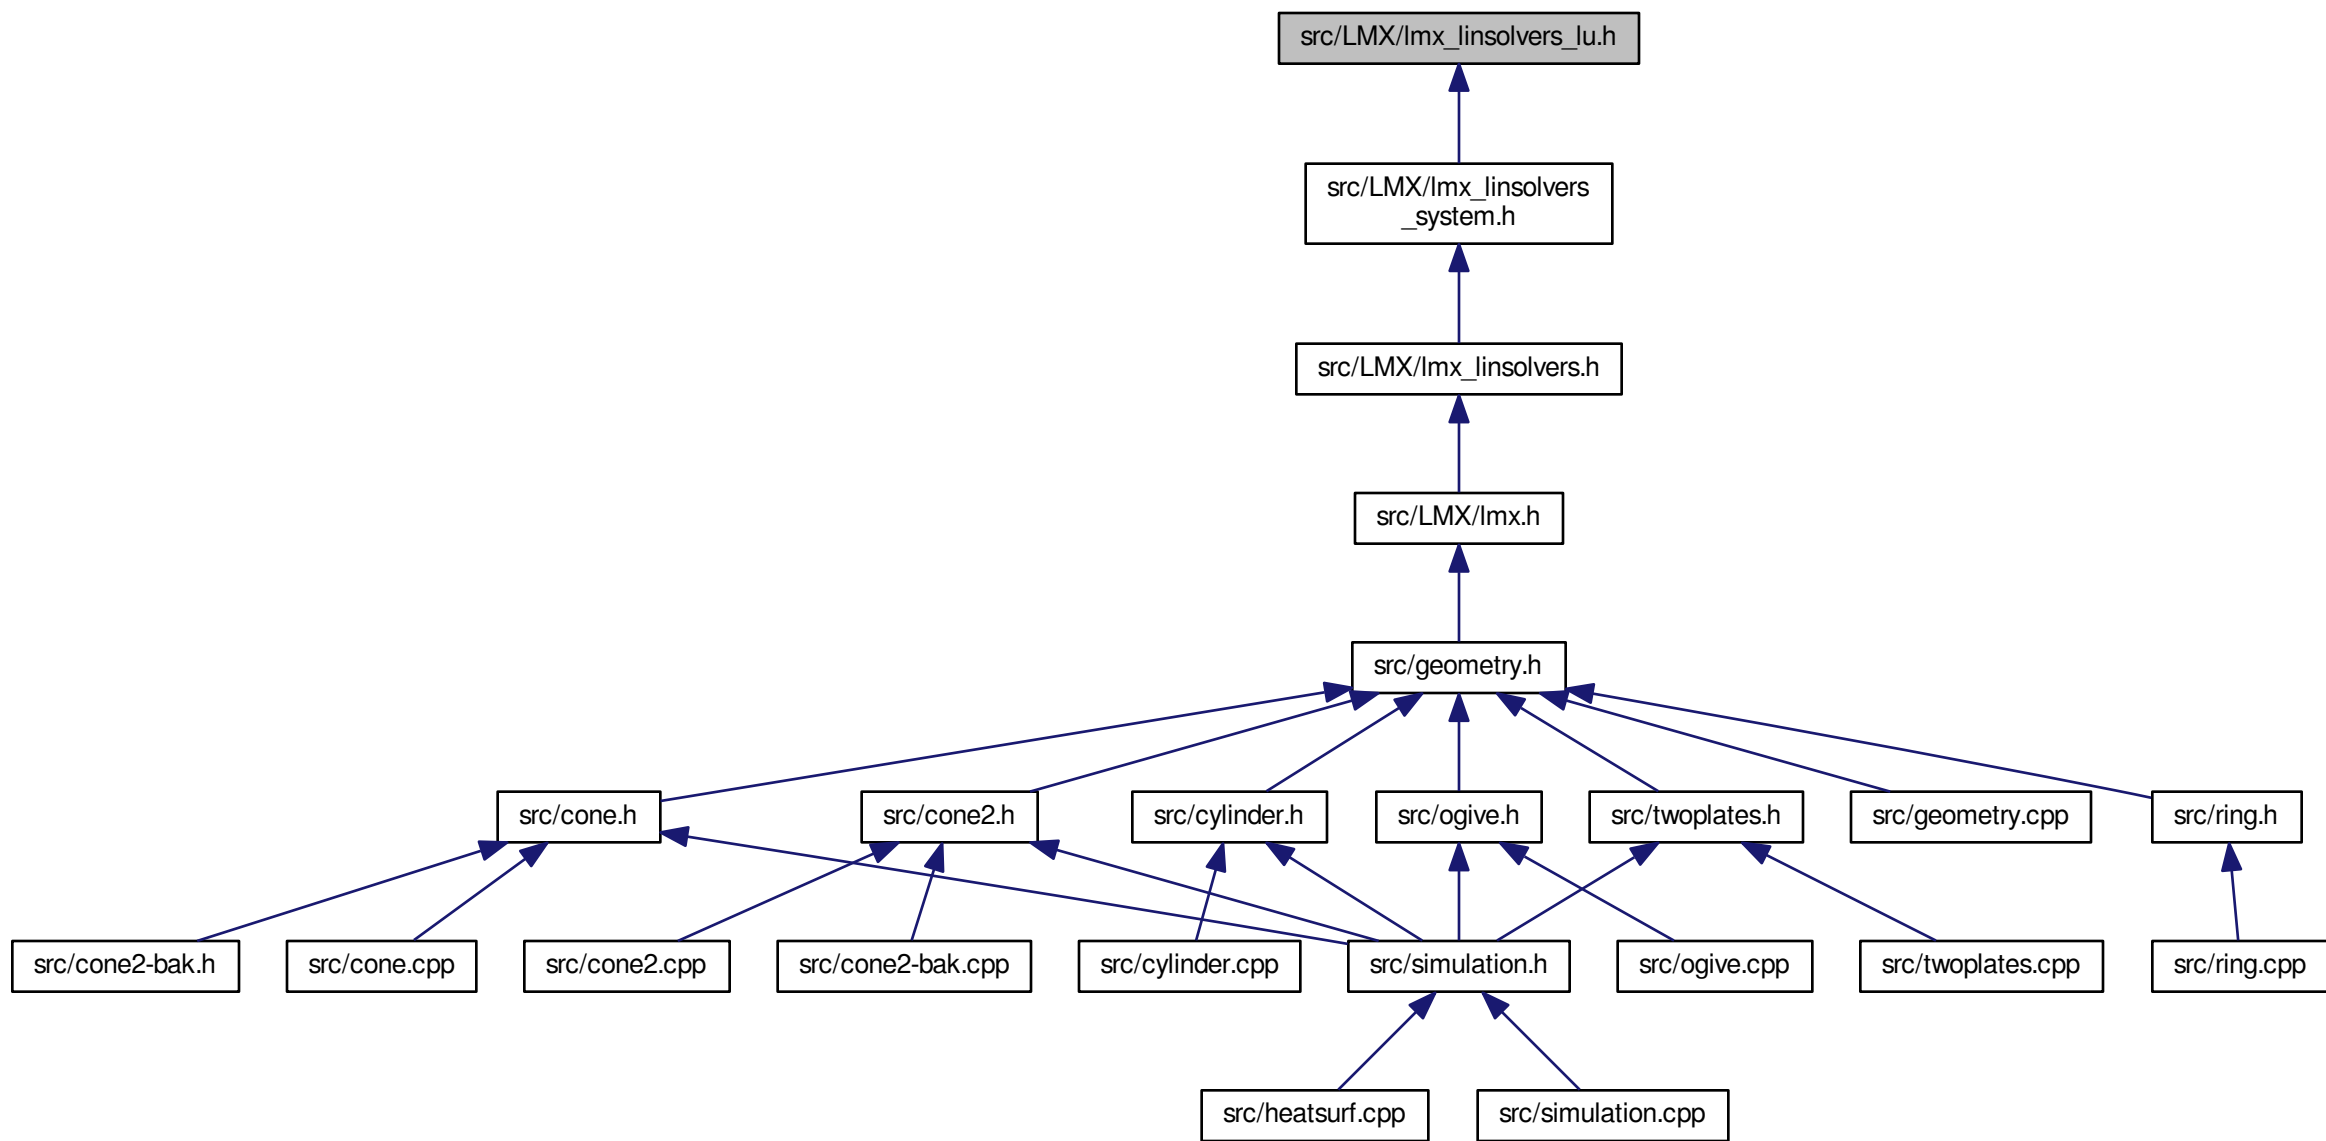 src/LMX/lmx_linsolvers_lu.h
src/LMX/lmx_linsolvers
_system.h
src/LMX/lmx_linsolvers.h
src/LMX/lmx.h
src/geometry.h
src/cone.h
src/cone2.h
src/cylinder.h
src/ogive.h
src/twoplates.h
src/geometry.cpp
src/ring.h
src/cone2-bak.h
src/cone.cpp
src/cone2.cpp
src/cone2-bak.cpp
src/cylinder.cpp
src/simulation.h
src/ogive.cpp
src/twoplates.cpp
src/ring.cpp
src/heatsurf.cpp
src/simulation.cpp